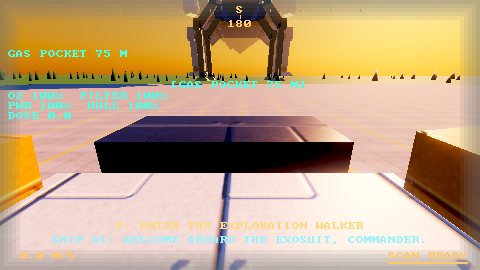 S
180
GAS POCKET 75 M
[GAS POCKET 75 M]
O2 100% FILTER 100%
PWR 100% HULL 100%
DOSE 0.0
F: ENTER THE EXPLORATION WALKER
SHIP AI: WELCOME ABOARD THE EXOSUIT, COMMANDER.
0.0 M/S
SCAN READY